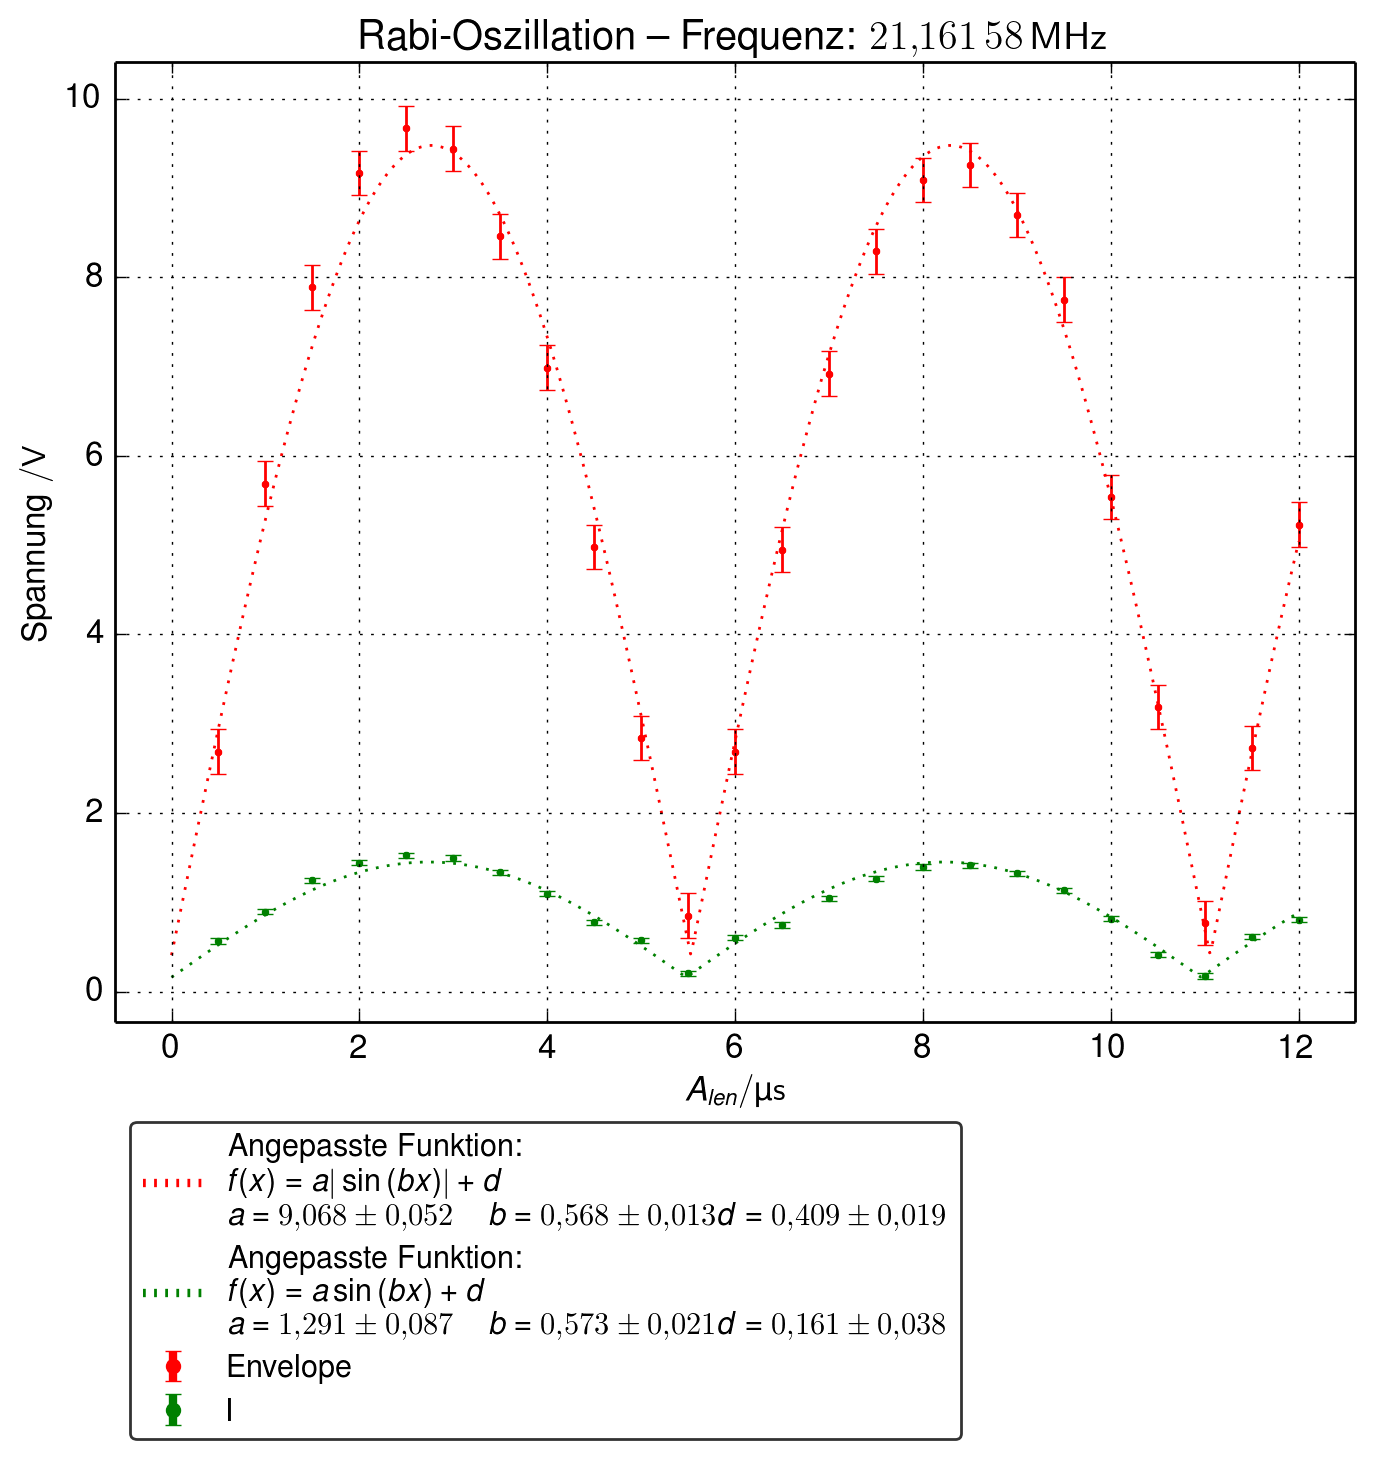 Rabi-Oszillation – Frequenz: 21,161 58 MHz
10
8
6
4
2
0
Spannung /V
0 2 4 6 8 10 12
A_len/µs
Angepasste Funktion:
f(x) = a| sin (bx)| + d
a = 9,068 ± 0,052 b = 0,568 ± 0,013d = 0,409 ± 0,019
Angepasste Funktion:
f(x) = a sin (bx) + d
a = 1,291 ± 0,087 b = 0,573 ± 0,021d = 0,161 ± 0,038
Envelope
I